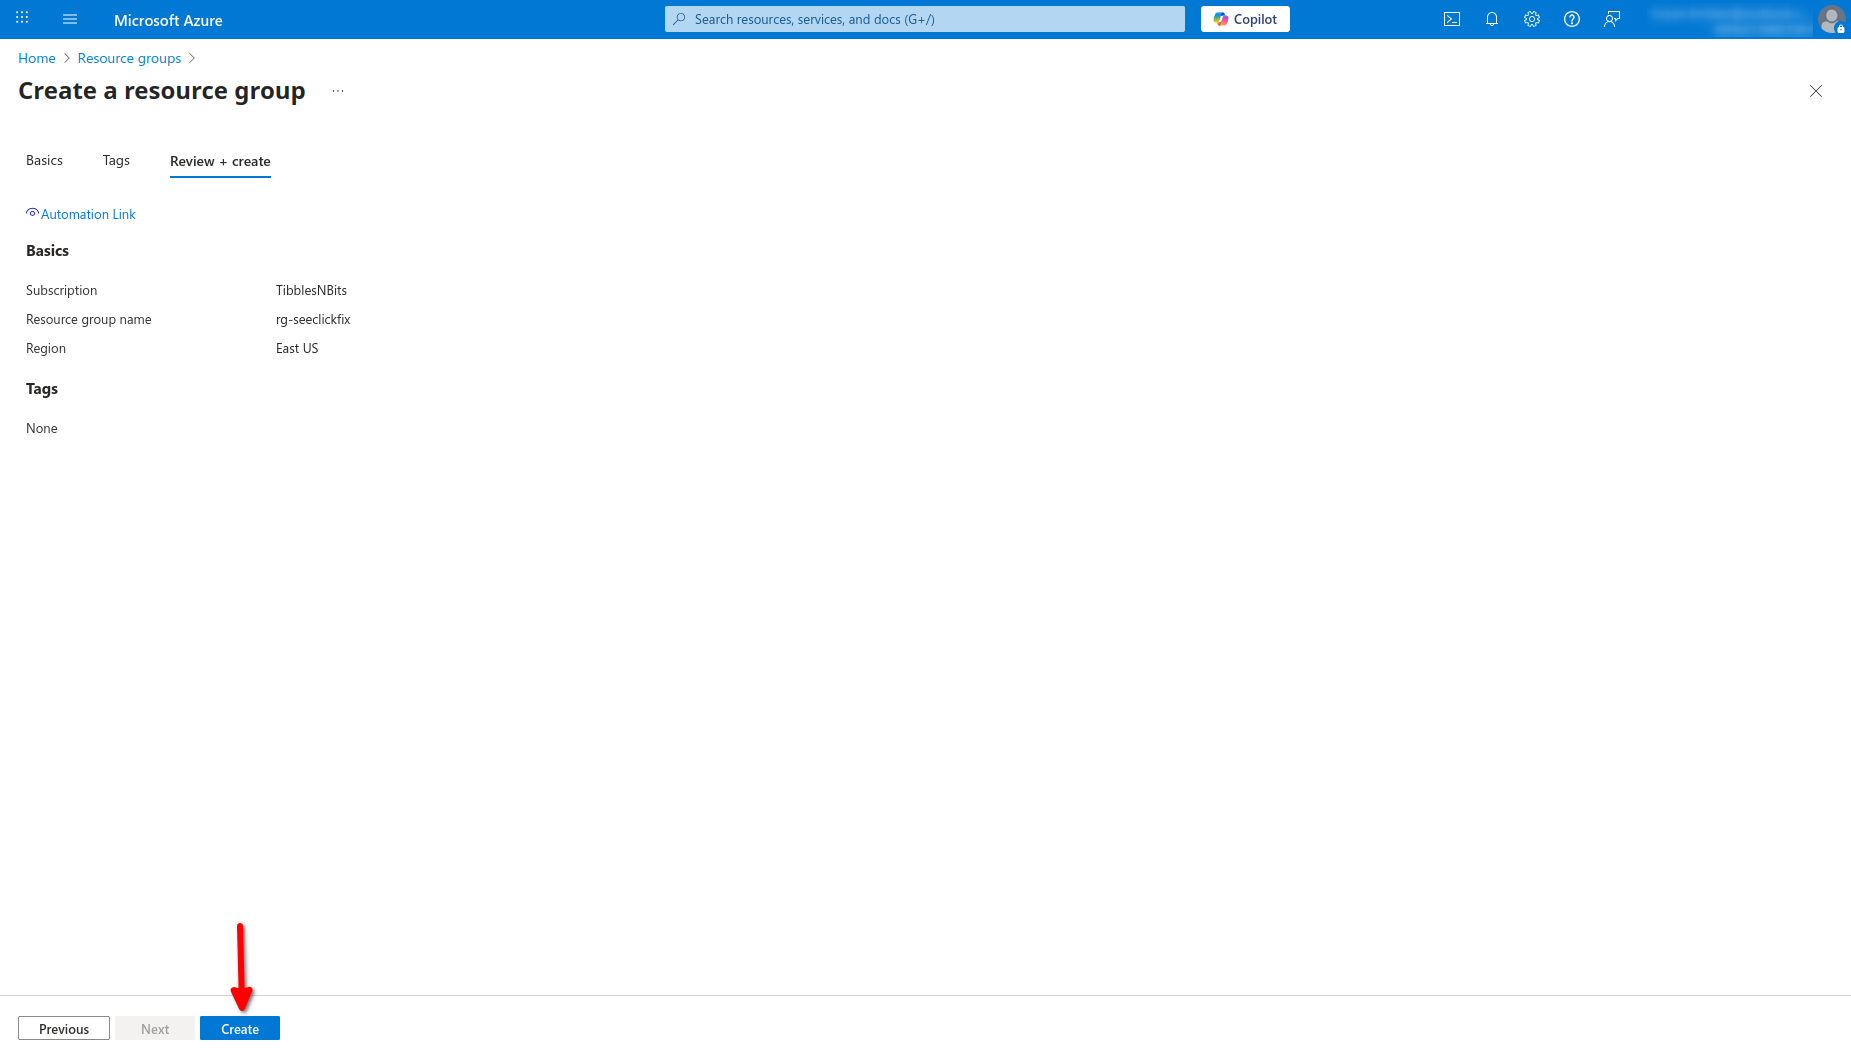 Microsoft Azure
Search resources, services, and docs (G+/)
Copilot
Home > Resource groups >
Create a resource group ...
Basics Tags Review + create
Automation Link
Basics
Subscription TibblesNBits
Resource group name rg-seeclickfix
Region East US
Tags
None
Previous Next Create